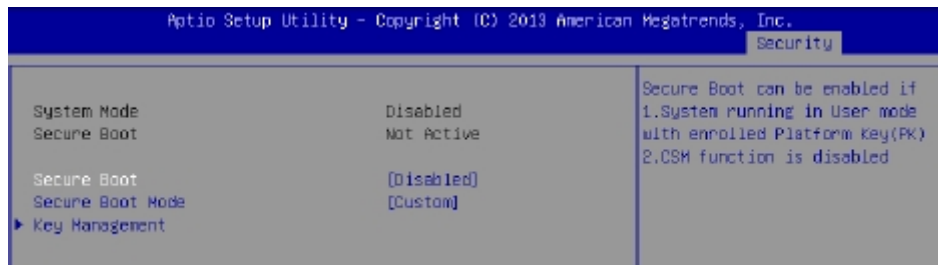 Aptio Setup Utility - Copyright (C) 2013 American Megatrends, Inc.
Security
System Mode Disabled
Secure Boot Not Active
Secure Boot [Disabled]
Secure Boot Mode [Custom]
Key Management
Secure Boot can be enabled if
1.System running in User mode
with enrolled Platform Key(PK)
2.CSM function is disabled